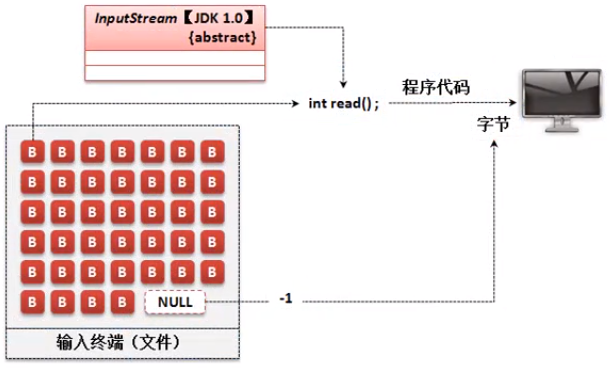 InputStream【JDK 1.0】
{abstract}
int read() ;
程序代码
字节
B B B B B B B
B B B B B B B
B B B B B B B
B B B B B B B
B B B B B B B
B B B B NULL
-1
输入终端（文件）